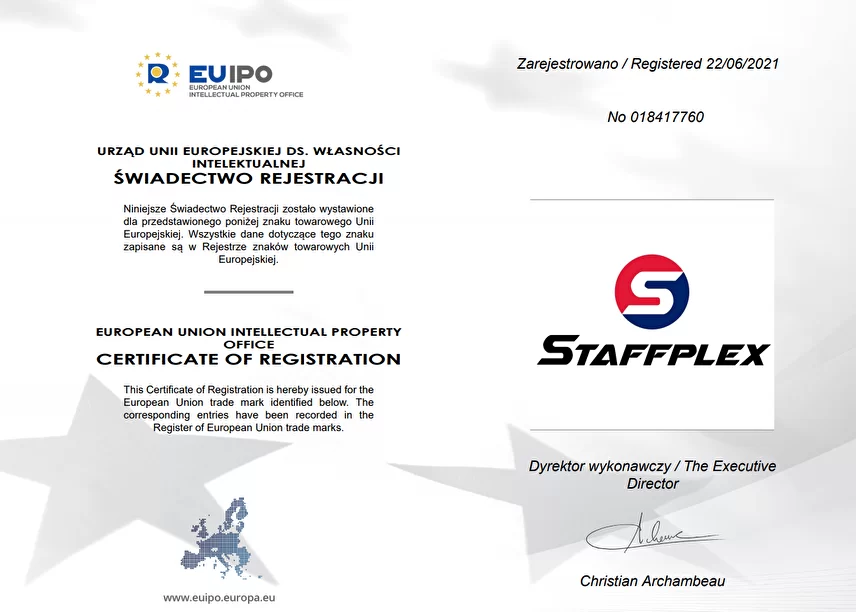 EUIPO
EUROPEAN UNION
INTELLECTUAL PROPERTY OFFICE
URZĄD UNII EUROPEJSKIEJ DS. WŁASNOŚCI
INTELEKTUALNEJ
ŚWIADECTWO REJESTRACJI
Niniejsze Świadectwo Rejestracji zostało wystawione
dla przedstawionego poniżej znaku towarowego Unii
Europejskiej. Wszystkie dane dotyczące tego znaku
zapisane są w Rejestrze znaków towarowych Unii
Europejskiej.
EUROPEAN UNION INTELLECTUAL PROPERTY
OFFICE
CERTIFICATE OF REGISTRATION
This Certificate of Registration is hereby issued for the
European Union trade mark identified below. The
corresponding entries have been recorded in the
Register of European Union trade marks.
www.euipo.europa.eu
Zarejestrowano / Registered 22/06/2021
No 018417760
S
STAFFPLEX
Dyrektor wykonawczy / The Executive
Director
Christian Archambeau